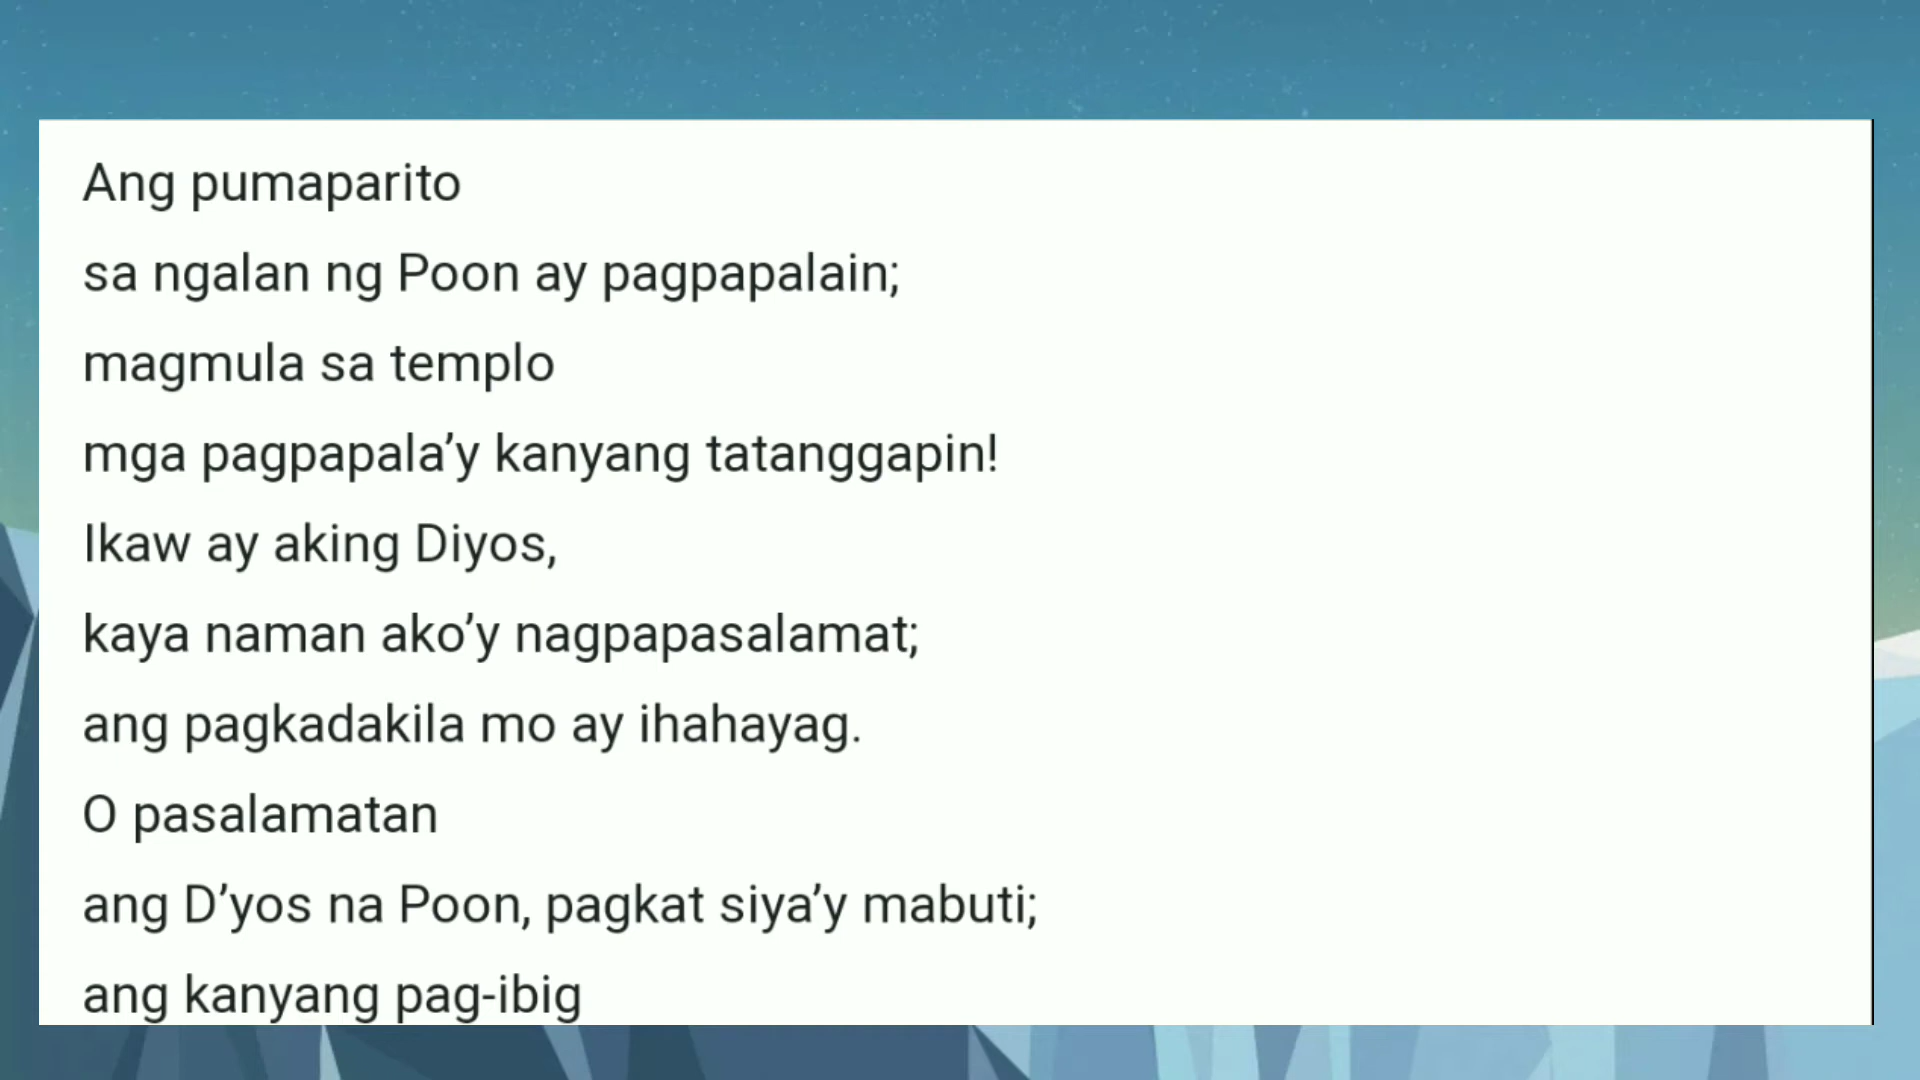 Ang pumaparito
sa ngalan ng Poon ay pagpapalain;
magmula sa templo
mga pagpapala’y kanyang tatanggapin!
Ikaw ay aking Diyos,
kaya naman ako’y nagpapasalamat;
ang pagkadakila mo ay ihahayag.
O pasalamatan
ang D’yos na Poon, pagkat siya’y mabuti;
ang kanyang pag-ibig